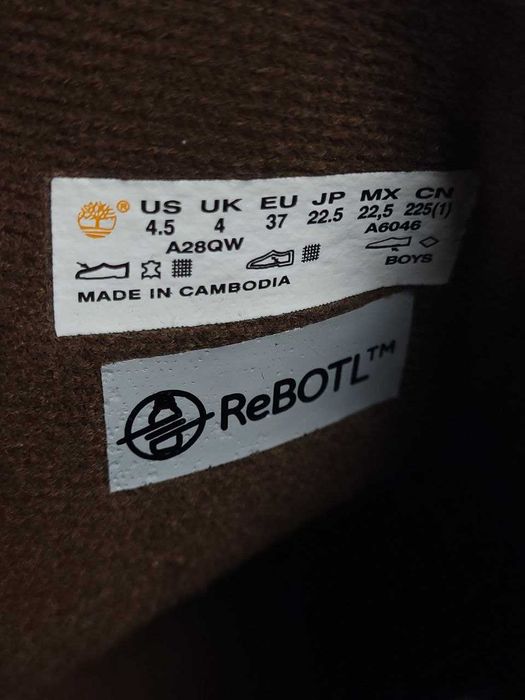 ® US UK EU JP MX CN
4.5 4 37 22.5 22,5 225(1)
A28QW A6046
BOYS
MADE IN CAMBODIA
ReBOTL™